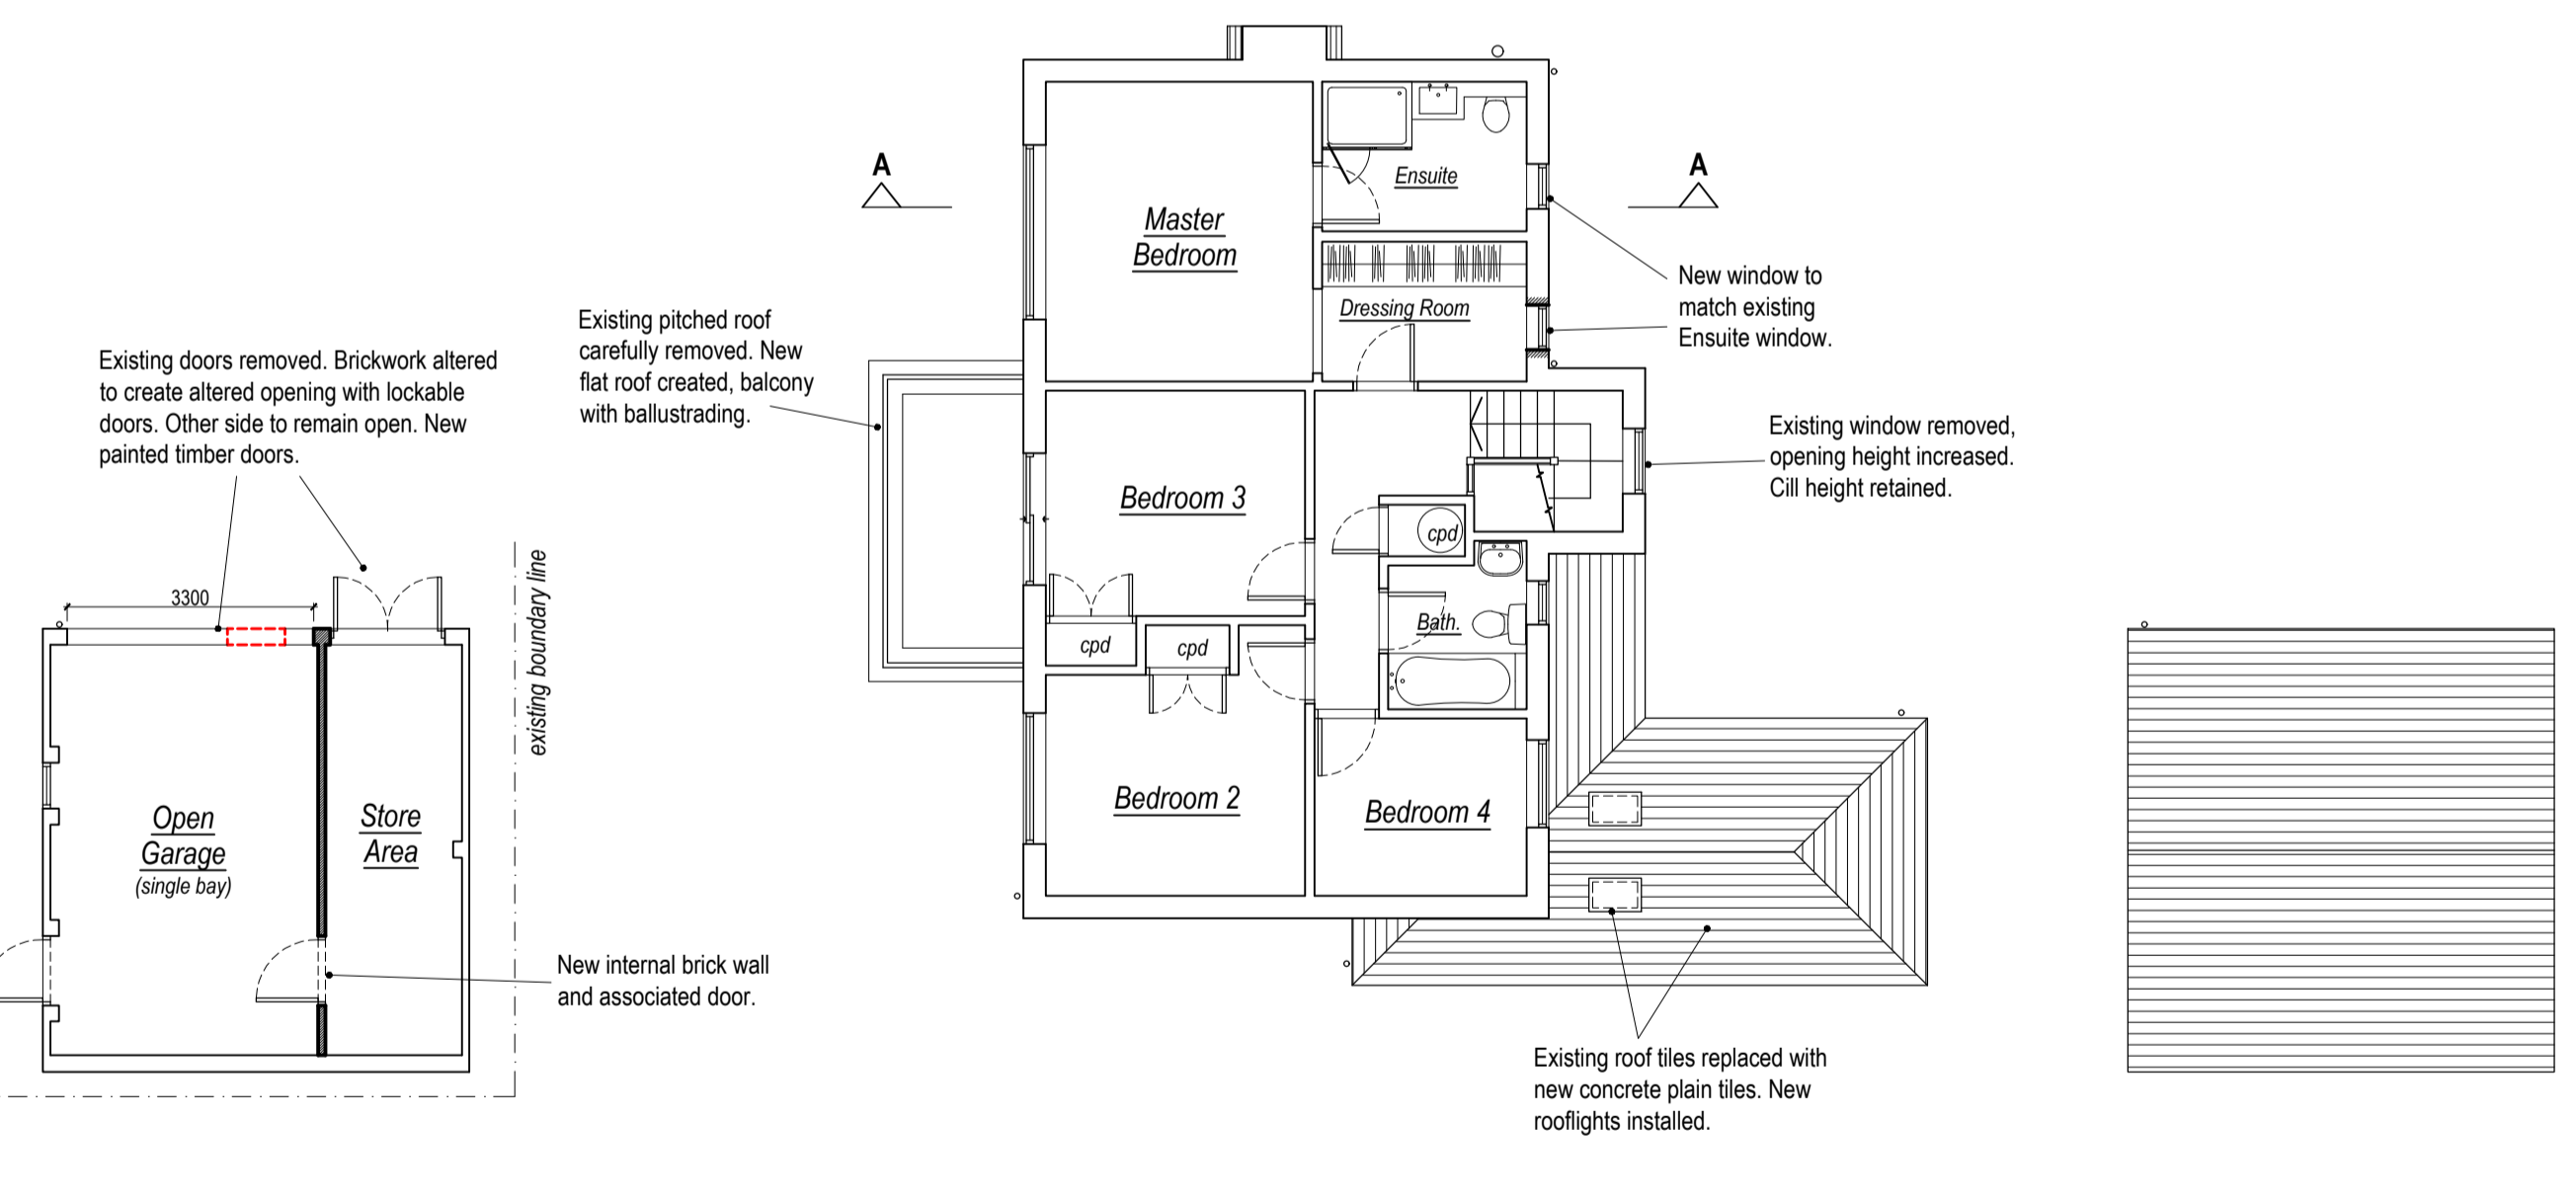 Existing doors removed. Brickwork altered
to create altered opening with lockable
doors. Other side to remain open. New
painted timber doors.
3300
existing boundary line
Open
Garage
(single bay)
Store
Area
New internal brick wall
and associated door.
Existing pitched roof
carefully removed. New
flat roof created, balcony
with ballustrading.
A
A
Master
Bedroom
Ensuite
Dressing Room
New window to
match existing
Ensuite window.
Existing window removed,
opening height increased.
Cill height retained.
Bedroom 3
cpd
Bath.
cpd
cpd
Bedroom 2
Bedroom 4
Existing roof tiles replaced with
new concrete plain tiles. New
rooflights installed.